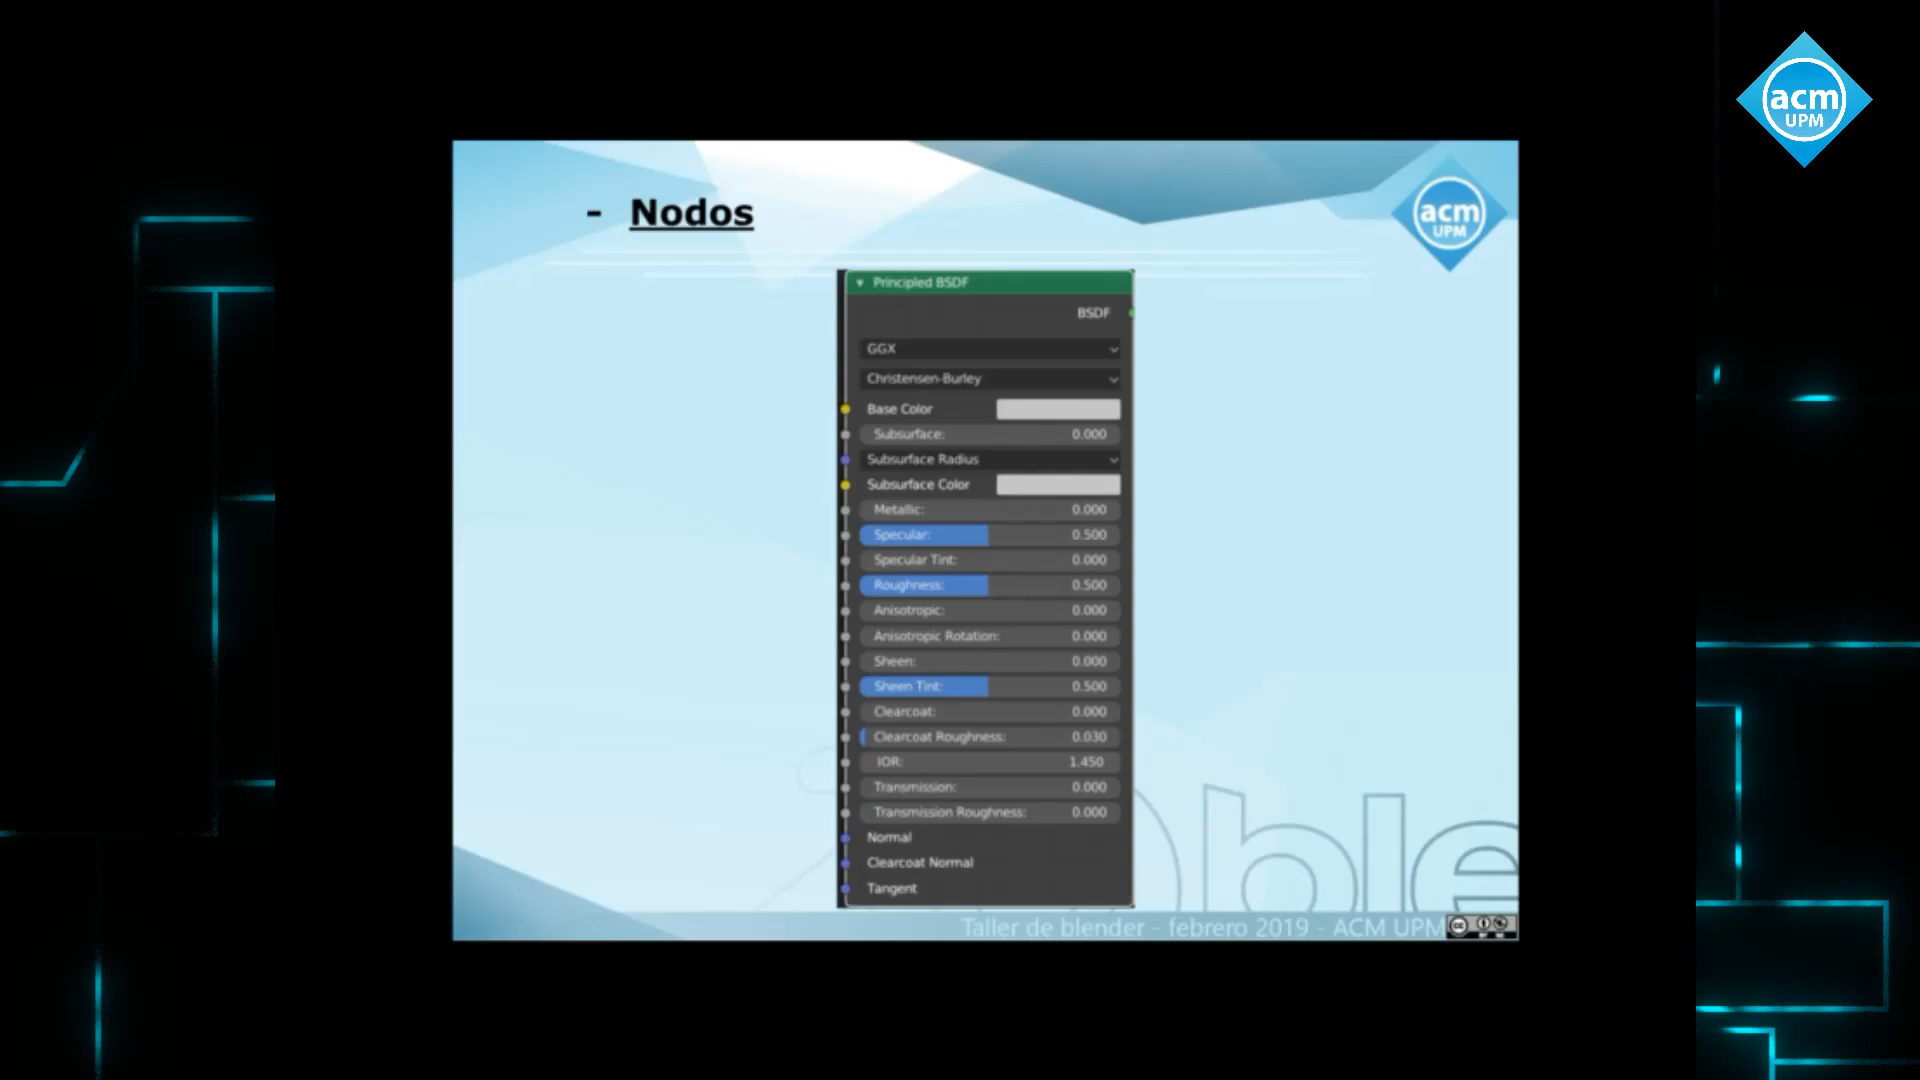 acm
UPM
- Nodos
acm
UPM
Principled BSDF
BSDF
GGX
Christensen-Burley
Base Color
Subsurface: 0.000
Subsurface Radius
Subsurface Color
Metallic: 0.000
Specular: 0.500
Specular Tint: 0.000
Roughness: 0.500
Anisotropic: 0.000
Anisotropic Rotation: 0.000
Sheen: 0.000
Sheen Tint: 0.500
Clearcoat: 0.000
Clearcoat Roughness: 0.030
IOR: 1.450
Transmission: 0.000
Transmission Roughness: 0.000
Normal
Clearcoat Normal
Tangent
ble
Taller de blender - febrero 2019 - ACM UPM
cc